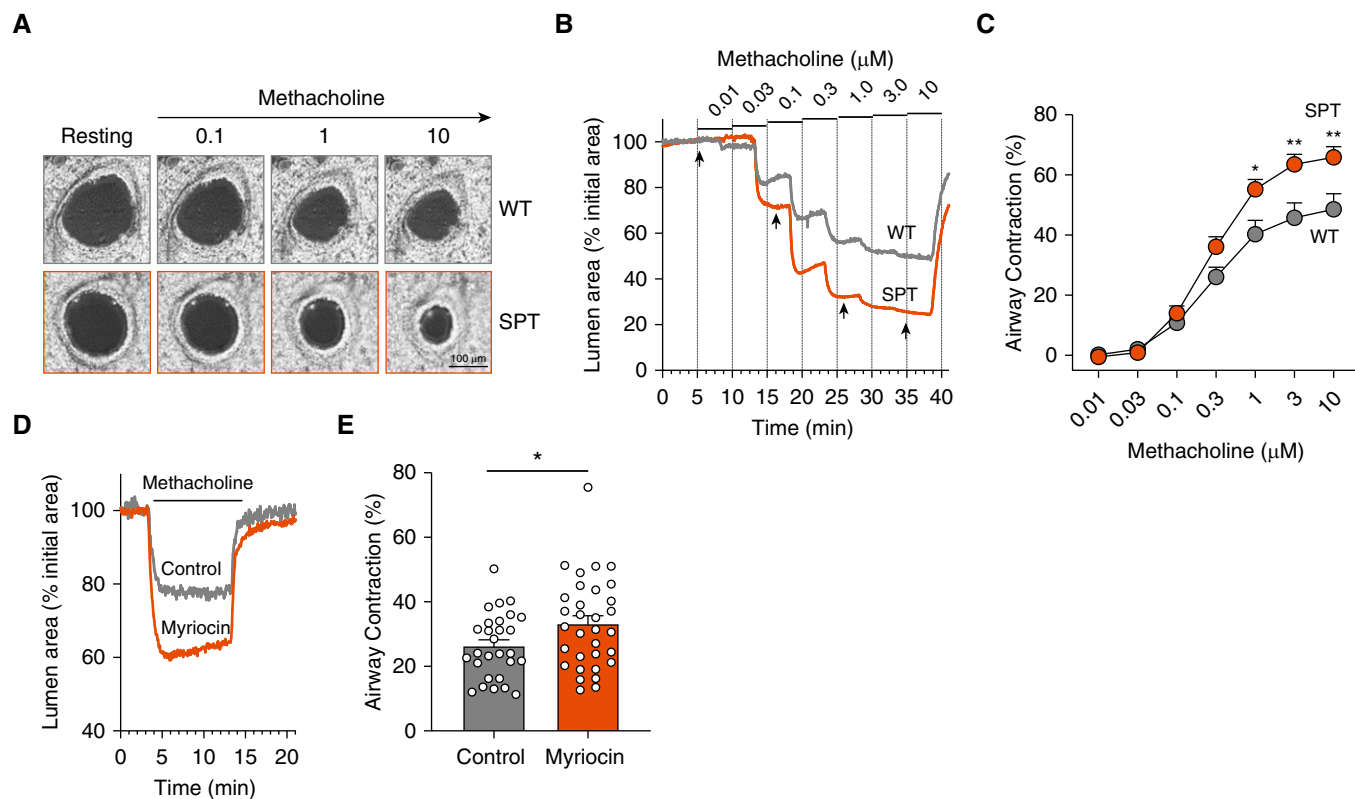 A
Methacholine
Resting 0.1 1 10
WT
SPT
100 μm
B
Methacholine (μM)
0.01 0.03 0.1 0.3 1.0 3.0 10
Lumen area (% initial area)
100
80
60
40
20
0
WT
SPT
0 5 10 15 20 25 30 35 40
Time (min)
C
Airway Contraction (%)
80
60
40
20
0
SPT
* ** **
WT
0.01 0.03 0.1 0.3 1 3 10
Methacholine (μM)
D
Lumen area (% initial area)
Methacholine
100
80
60
40
Control
Myriocin
0 5 10 15 20
Time (min)
E
Airway Contraction (%)
80
60
40
20
0
*
Control Myriocin